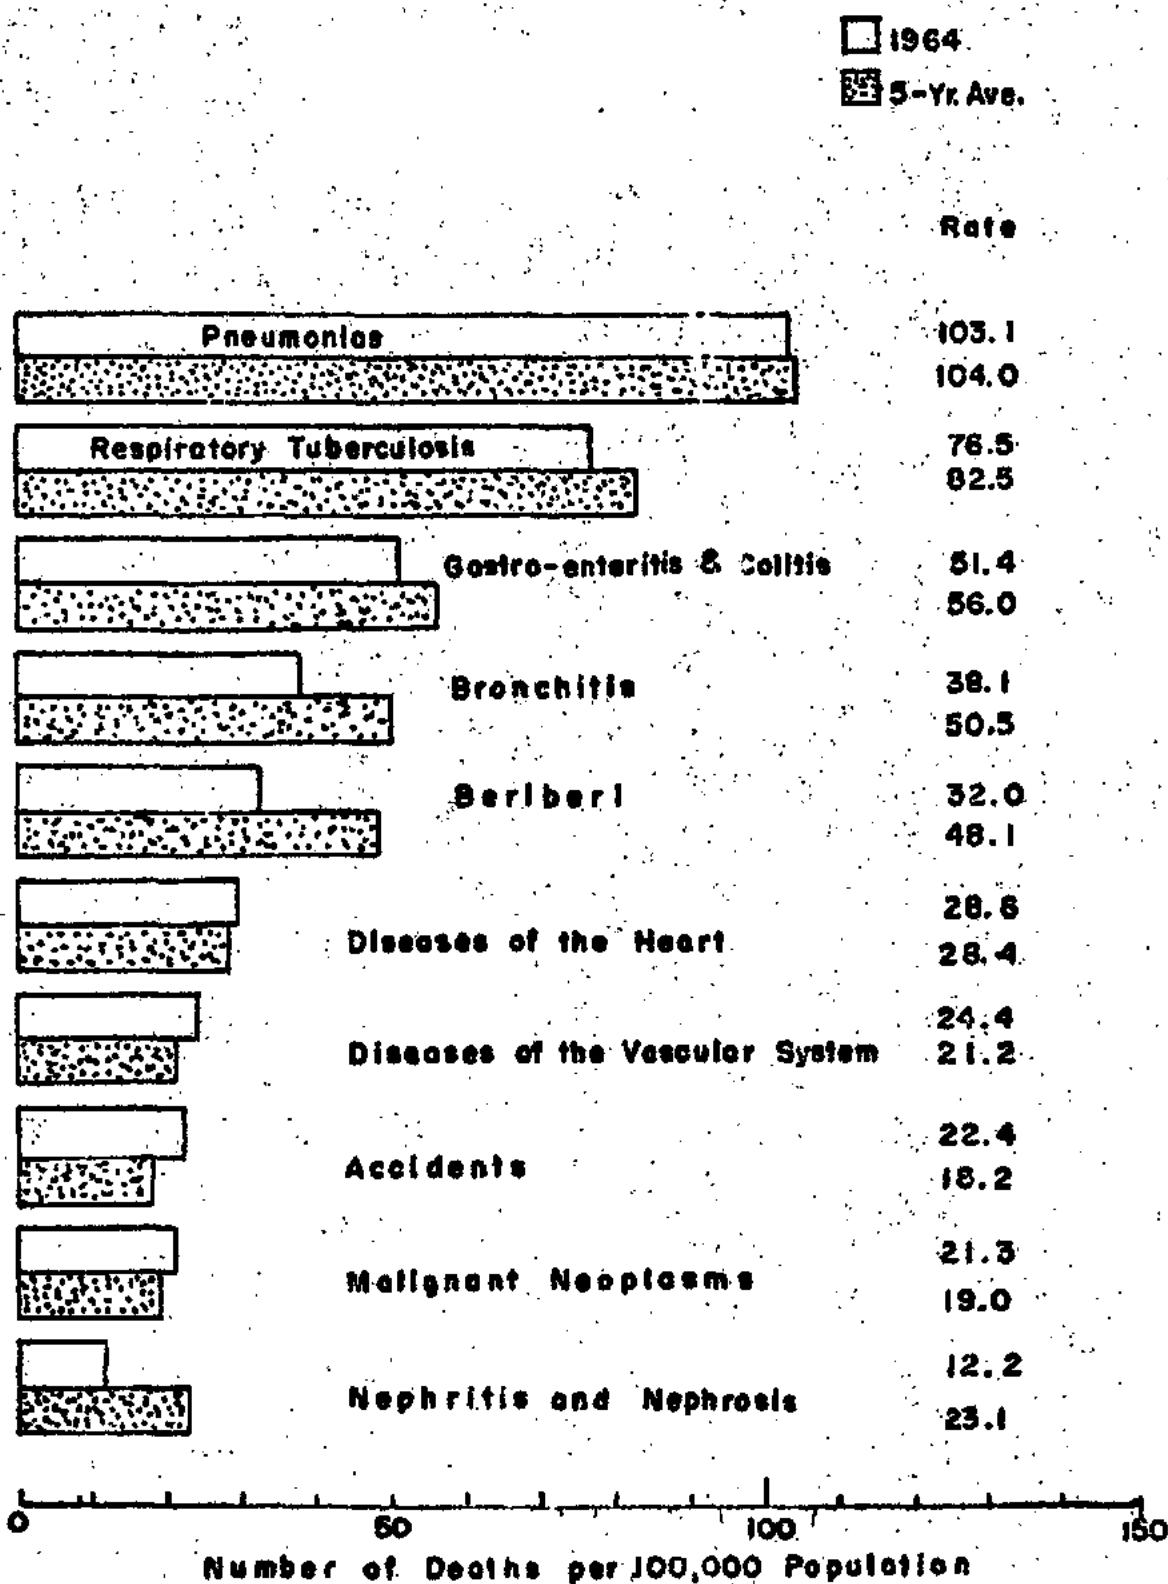 1964
5-Yr. Ave.
Rate
Pneumonias 103.1
104.0
Respiratory Tuberculosis 76.5
82.5
Gastro-enteritis & Colitis 51.4
56.0
Bronchitis 38.1
50.5
Beriberi 32.0
48.1
Diseases of the Heart 28.6
28.4
Diseases of the Vascular System 24.4
21.2
Accidents 22.4
18.2
Malignant Neoplasms 21.3
19.0
Nephritis and Nephrosis 12.2
23.1
0 50 100 150
Number of Deaths per 100,000 Population